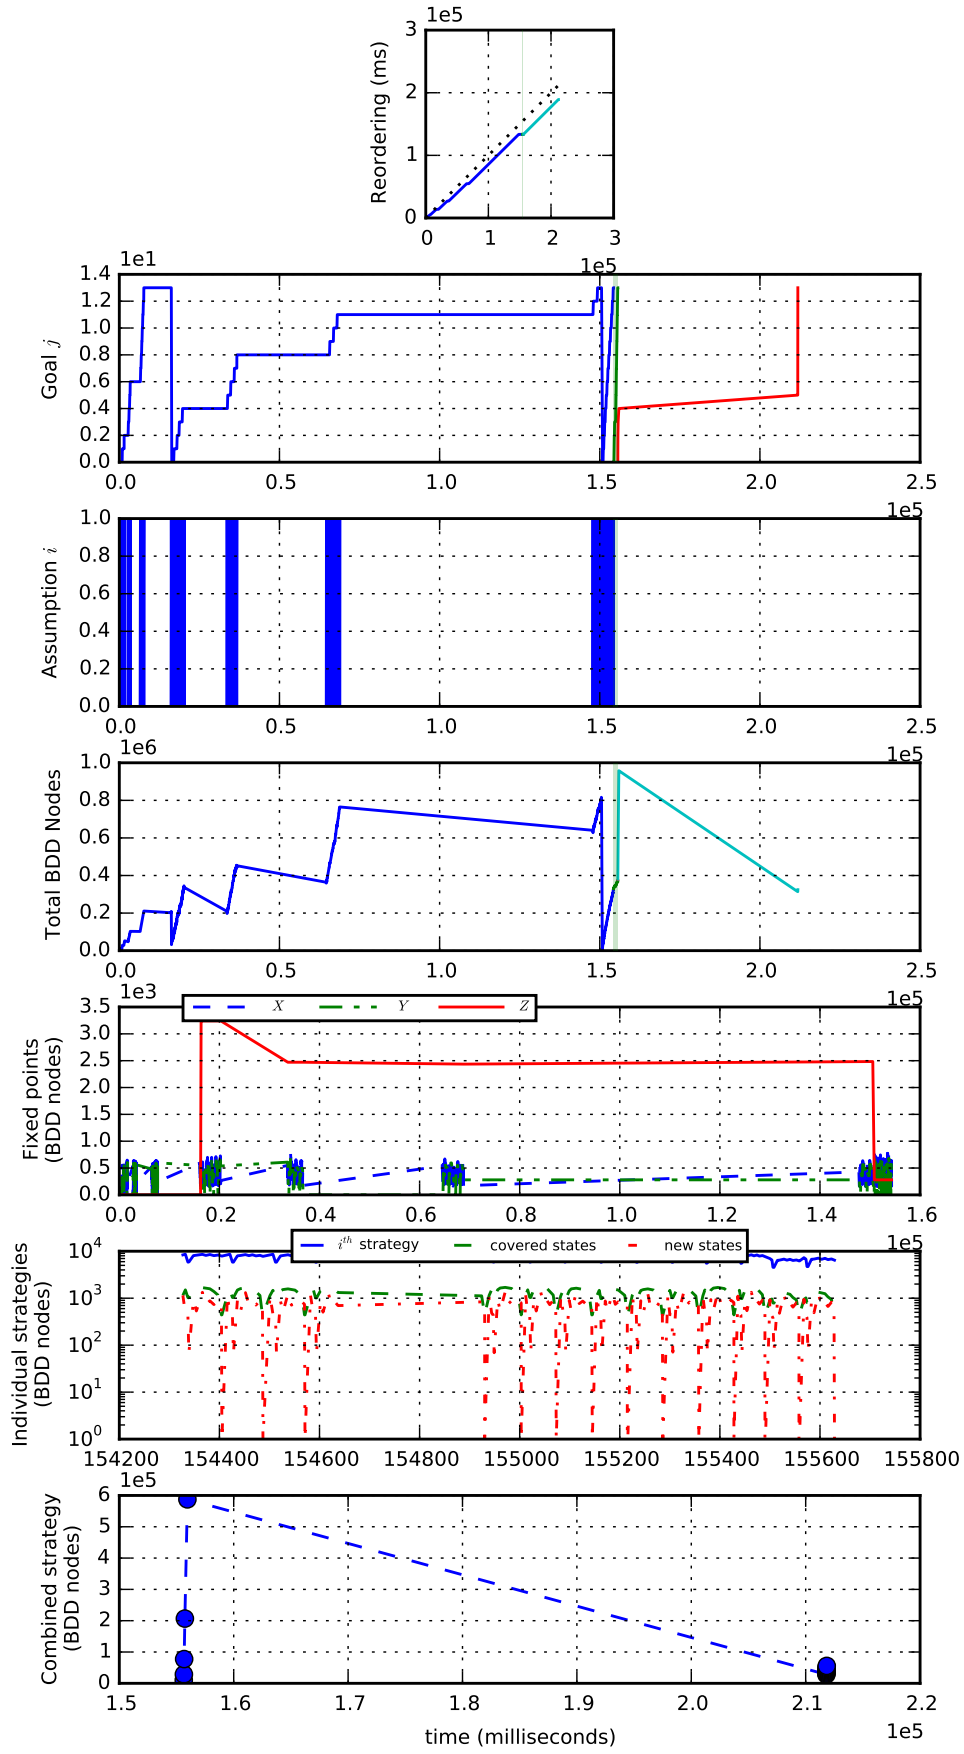 1e5
3
2
1
0
Reordering (ms)
0 1 2 3
1e5
1e1
1.4
1.2
1.0
0.8
0.6
0.4
0.2
0.0
Goal j
0.0 0.5 1.0 1.5 2.0 2.5
1e5
1.0
0.8
0.6
0.4
0.2
0.0
Assumption i
0.0 0.5 1.0 1.5 2.0 2.5
1e5
1e6
1.0
0.8
0.6
0.4
0.2
0.0
Total BDD Nodes
0.0 0.5 1.0 1.5 2.0 2.5
1e5
1e3
X Y Z
3.5
3.0
2.5
2.0
1.5
1.0
0.5
0.0
Fixed points
(BDD nodes)
0.0 0.2 0.4 0.6 0.8 1.0 1.2 1.4 1.6
1e5
i^th strategy covered states new states
10^4
10^3
10^2
10^1
10^0
Individual strategies
(BDD nodes)
154200 154400 154600 154800 155000 155200 155400 155600 155800
1e5
6
5
4
3
2
1
0
Combined strategy
(BDD nodes)
1.5 1.6 1.7 1.8 1.9 2.0 2.1 2.2
time (milliseconds)
1e5